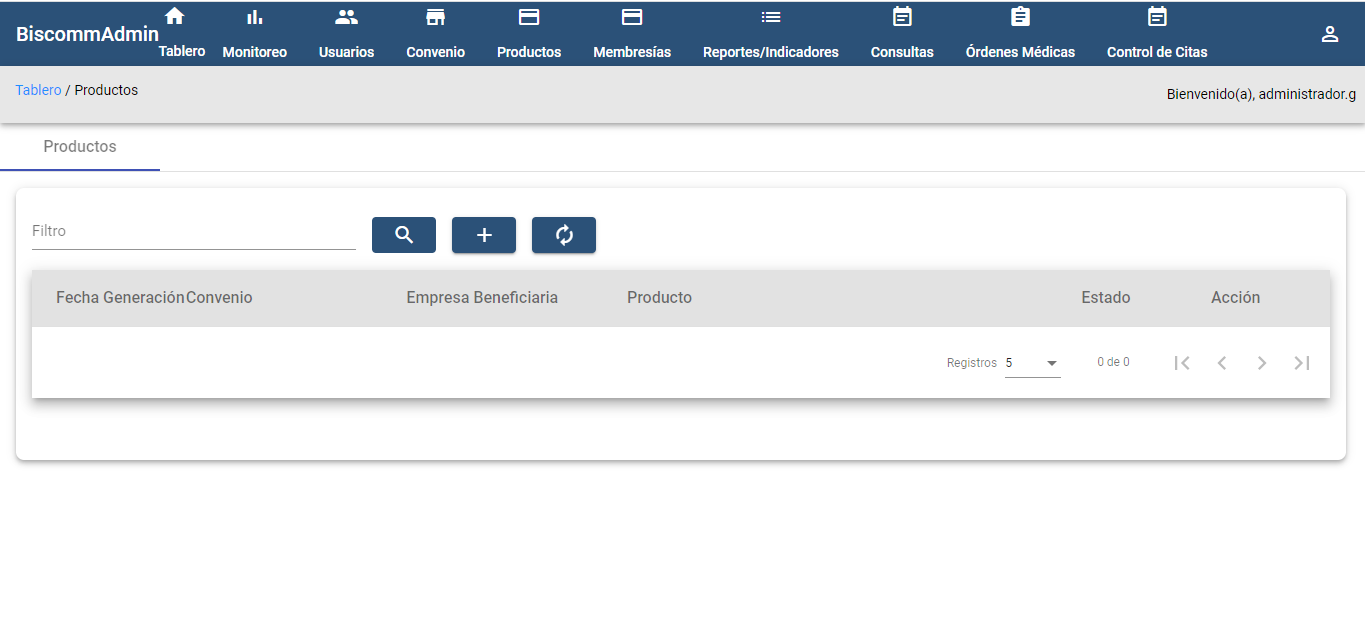 BiscommAdmin
Tablero Monitoreo Usuarios Convenio Productos Membresías Reportes/Indicadores Consultas Órdenes Médicas Control de Citas
Tablero / Productos
Bienvenido(a), administrador.g
Productos
Filtro
Fecha Generación Convenio Empresa Beneficiaria Producto Estado Acción
Registros 5 0 de 0